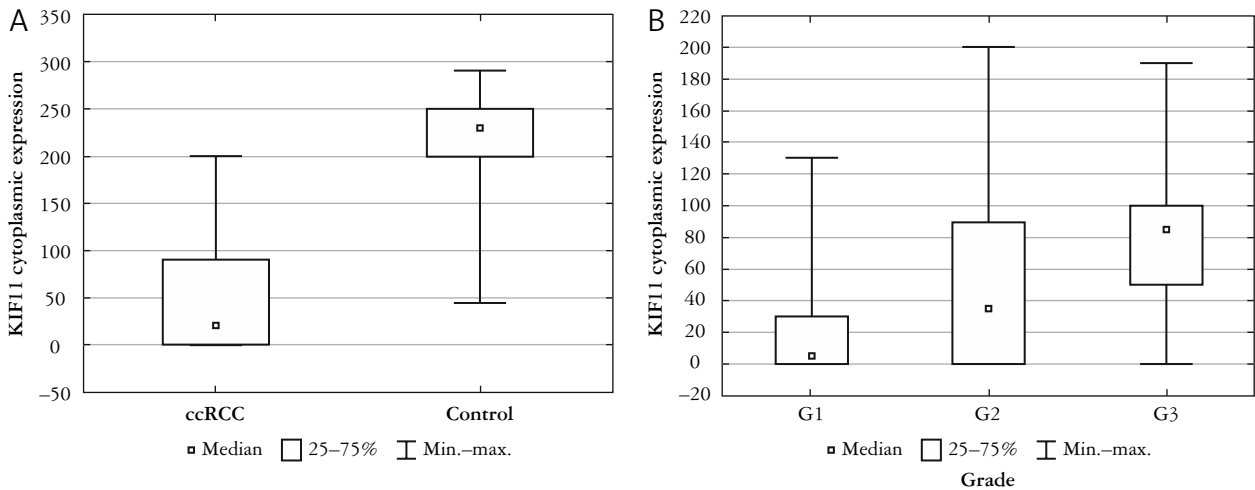 A
KIF11 cytoplasmic expression
350
300
250
200
150
100
50
0
–50
ccRCC Control
Median 25–75% Min.–max.
B
KIF11 cytoplasmic expression
220
200
180
160
140
120
100
80
60
40
20
0
–20
G1 G2 G3
Median 25–75% Min.–max.
Grade